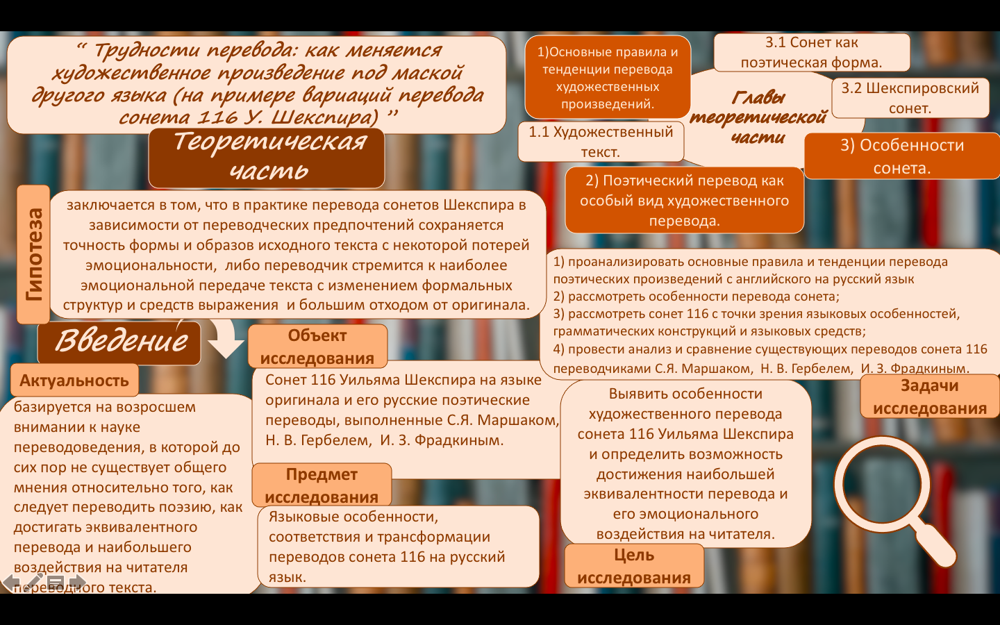 “ Трудности перевода: как меняется
художественное произведение под маской
другого языка (на примере вариаций перевода
сонета 116 У. Шекспира) ”
Теоретическая
часть
Гипотеза
заключается в том, что в практике перевода сонетов Шекспира в
зависимости от переводческих предпочтений сохраняется
точность формы и образов исходного текста с некоторой потерей
эмоциональности,  либо переводчик стремится к наиболее
эмоциональной передаче текста с изменением формальных
структур и средств выражения  и большим отходом от оригинала.
Введение
Актуальность
базируется на возросшем
внимании к науке
переводоведения, в которой до
сих пор не существует общего
мнения относительно того, как
следует переводить поэзию, как
достигать эквивалентного
перевода и наибольшего
воздействия на читателя
переводного текста.
Объект
исследования
Сонет 116 Уильяма Шекспира на языке
оригинала и его русские поэтические
переводы, выполненные С.Я. Маршаком,
Н. В. Гербелем,  И. З. Фрадкиным.
Предмет
исследования
Языковые особенности,
соответствия и трансформации
переводов сонета 116 на русский
язык.
1)Основные правила и
тенденции перевода
художественных
произведений.
1.1 Художественный
текст.
2) Поэтический перевод как
особый вид художественного
перевода.
Главы
теоретической
части
3.1 Сонет как
поэтическая форма.
3.2 Шекспировский
сонет.
3) Особенности
сонета.
1) проанализировать основные правила и тенденции перевода
поэтических произведений с английского на русский язык
2) рассмотреть особенности перевода сонета;
3) рассмотреть сонет 116 с точки зрения языковых особенностей,
грамматических конструкций и языковых средств;
4) провести анализ и сравнение существующих переводов сонета 116
переводчиками С.Я. Маршаком,  Н. В. Гербелем,  И. З. Фрадкиным.
Задачи
исследования
Выявить особенности
художественного перевода
сонета 116 Уильяма Шекспира
и определить возможность
достижения наибольшей
эквивалентности перевода и
его эмоционального
воздействия на читателя.
Цель
исследования